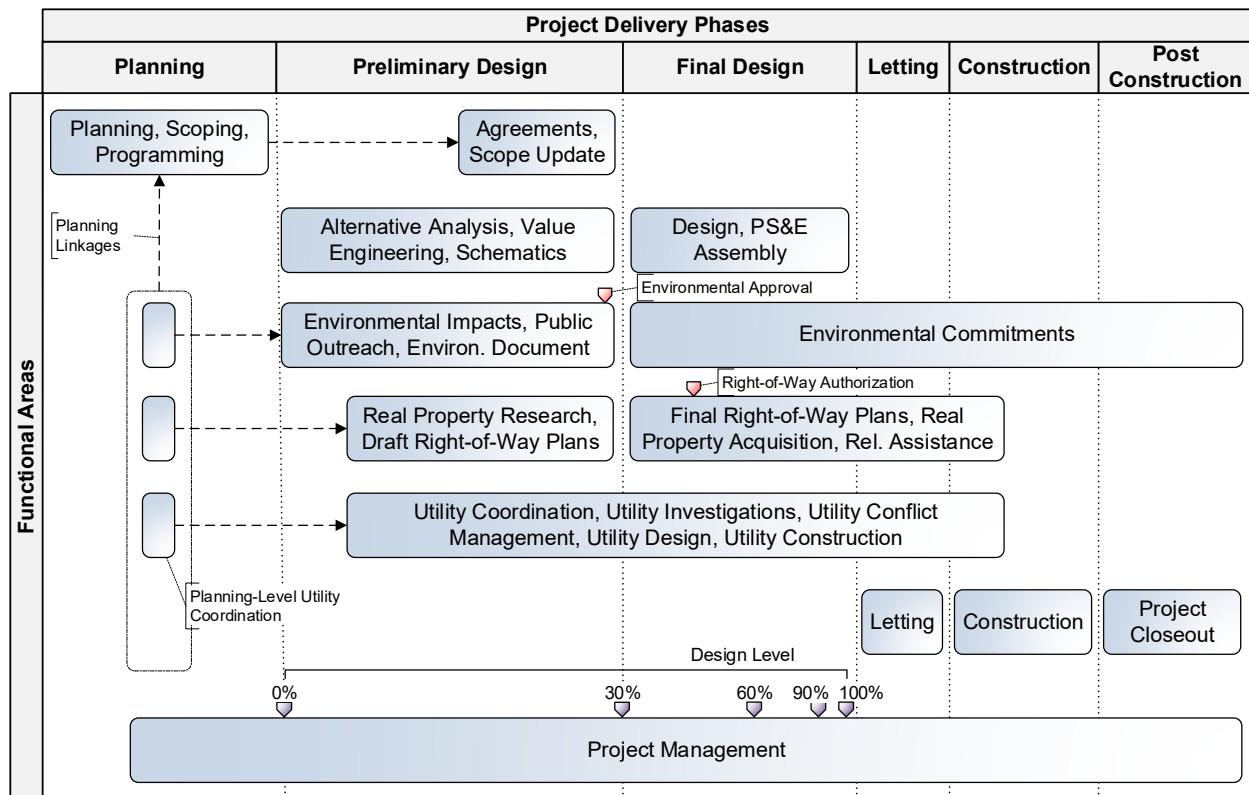 Project Delivery Phases
Planning
Preliminary Design
Final Design
Letting
Construction
Post
Construction
Functional Areas
Planning, Scoping,
Programming
Agreements,
Scope Update
Planning
Linkages
Alternative Analysis, Value
Engineering, Schematics
Design, PS&E
Assembly
Environmental Approval
Environmental Impacts, Public
Outreach, Environ. Document
Environmental Commitments
Right-of-Way Authorization
Real Property Research,
Draft Right-of-Way Plans
Final Right-of-Way Plans, Real
Property Acquisition, Rel. Assistance
Utility Coordination, Utility Investigations, Utility Conflict
Management, Utility Design, Utility Construction
Planning-Level Utility
Coordination
Letting
Construction
Project
Closeout
Design Level
0%
30%
60%
90%
100%
Project Management